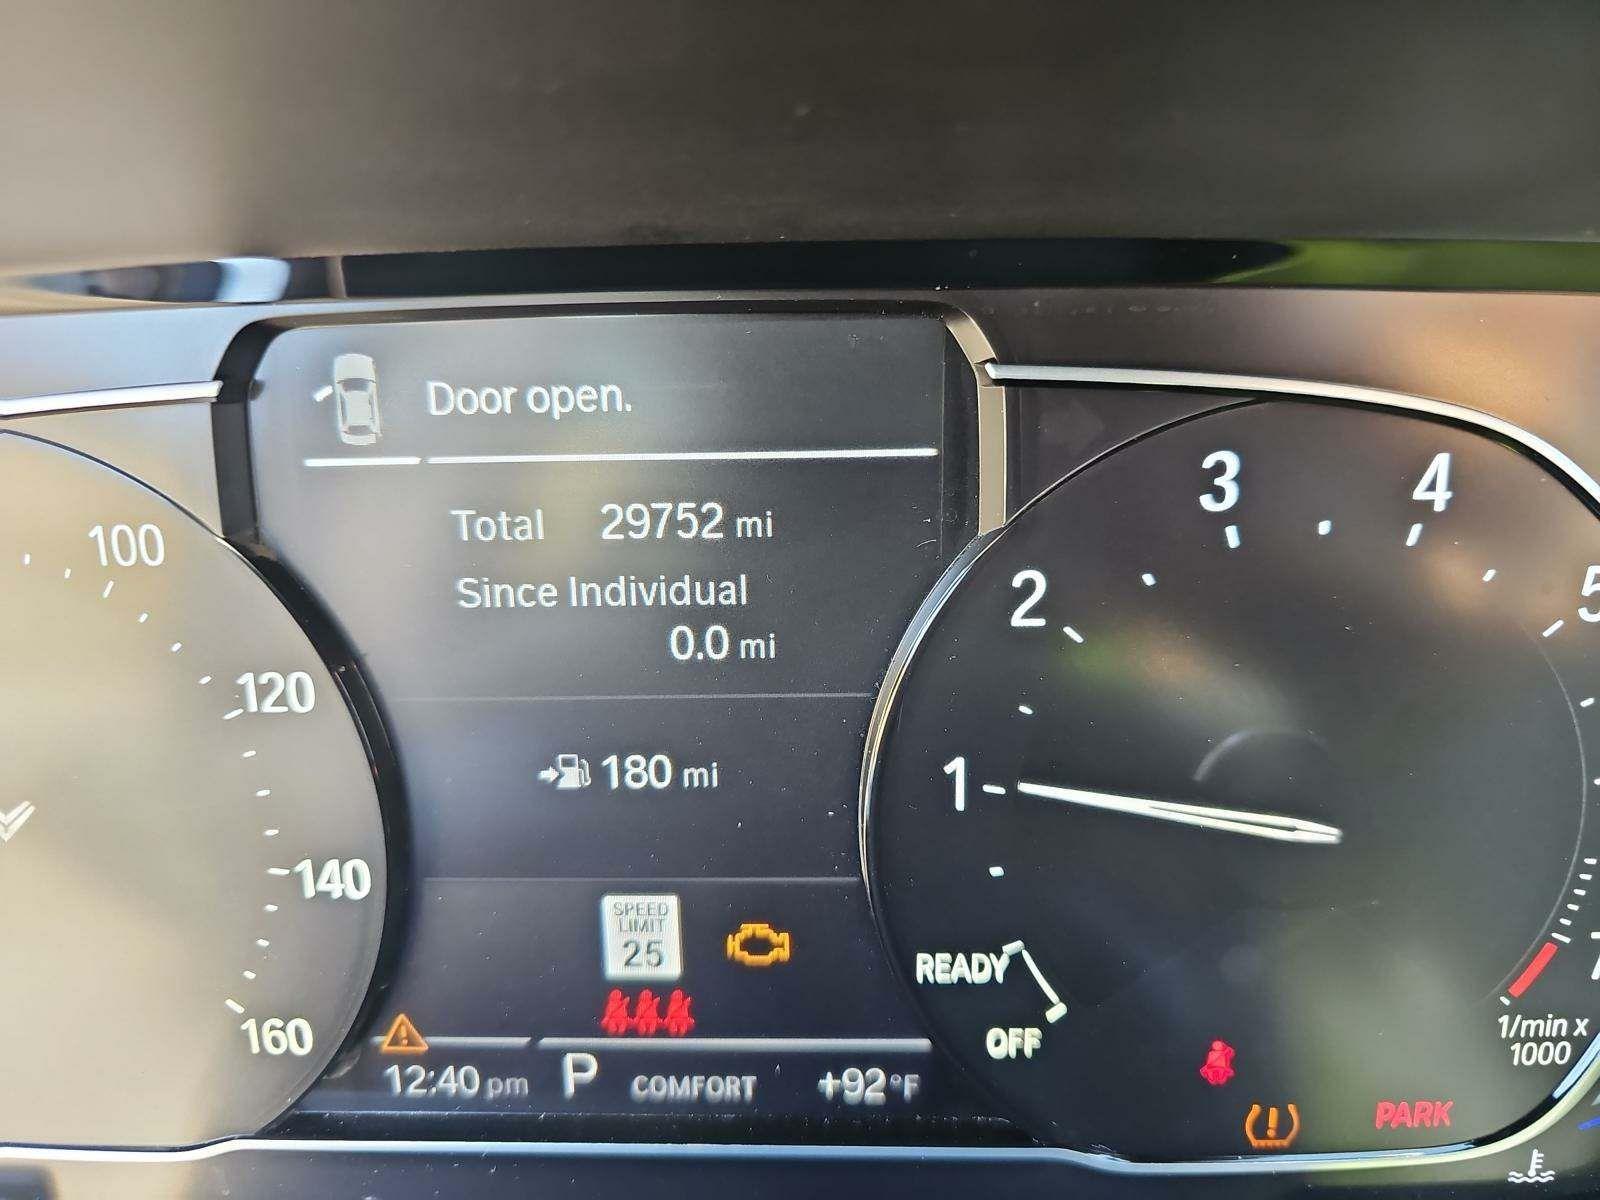 Door open.
Total 29752 mi
Since Individual
0.0 mi
180 mi
SPEED
LIMIT
25
12:40 pm P COMFORT +92°F
100
120
140
160
1
2
3
4
5
7
READY
OFF
1/min x
1000
PARK